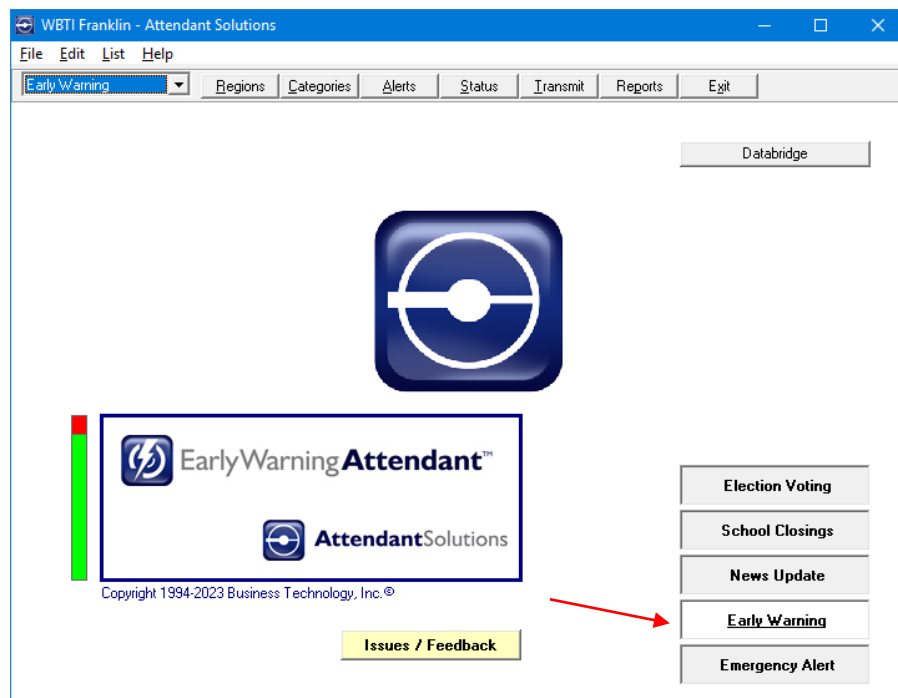 WBTI Franklin - Attendant Solutions
File Edit List Help
Early Warning Regions Categories Alerts Status Transmit Reports Exit
Databridge
EarlyWarningAttendant™
AttendantSolutions
Copyright 1994-2023 Business Technology, Inc.©
Issues / Feedback
Election Voting
School Closings
News Update
Early Warning
Emergency Alert